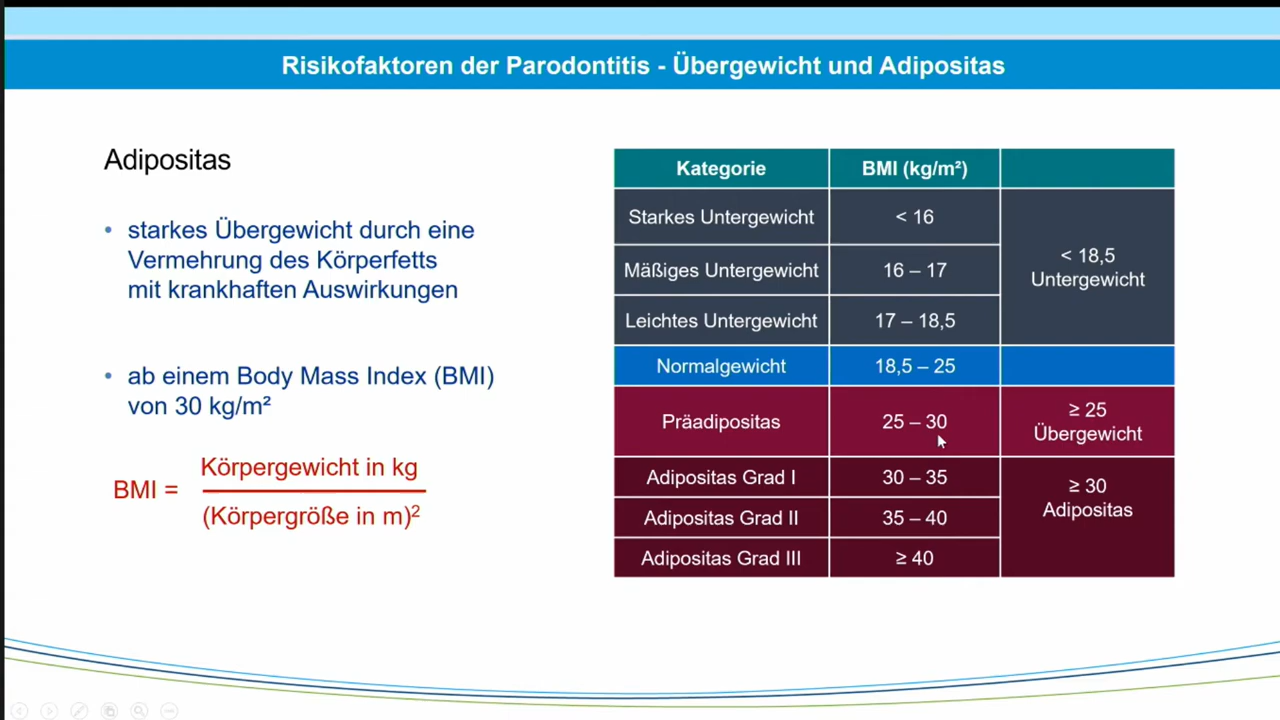 Risikofaktoren der Parodontitis - Übergewicht und Adipositas
Adipositas
• starkes Übergewicht durch eine
Vermehrung des Körperfetts
mit krankhaften Auswirkungen
• ab einem Body Mass Index (BMI)
von 30 kg/m²
BMI =
Körpergewicht in kg
(Körpergröße in m)²
Kategorie BMI (kg/m²)
Starkes Untergewicht < 16
Mäßiges Untergewicht 16 – 17
Leichtes Untergewicht 17 – 18,5
< 18,5
Untergewicht
Normalgewicht 18,5 – 25
Präadipositas 25 – 30
≥ 25
Übergewicht
Adipositas Grad I 30 – 35
Adipositas Grad II 35 – 40
Adipositas Grad III ≥ 40
≥ 30
Adipositas